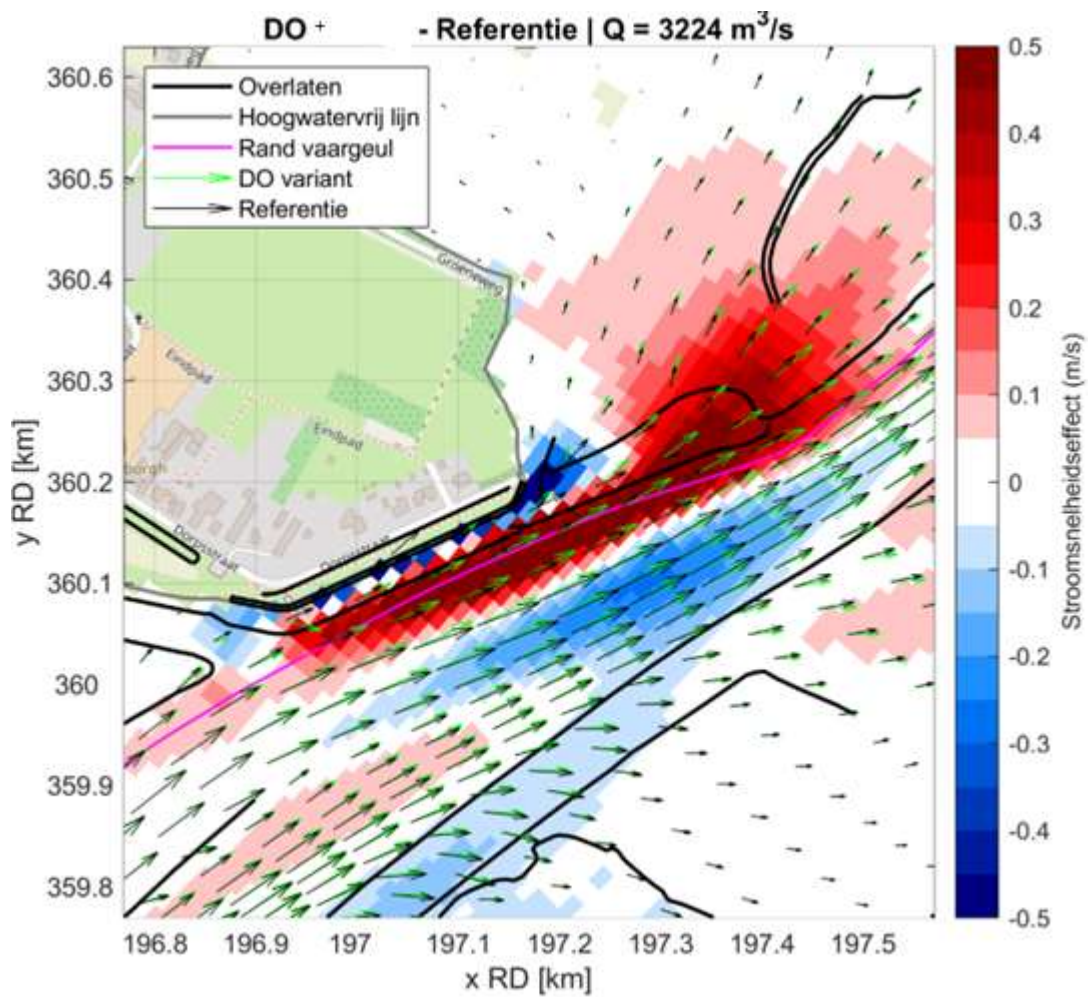 DO + - Referentie | Q = 3224 m³/s
Overlaten
Hoogwatervrij lijn
Rand vaargeul
DO variant
Referentie
360.6
360.5
360.4
360.3
360.2
360.1
360
359.9
359.8
y RD [km]
Groeneweg
Eindpad
Eindpad
borgh
Dorpsstraat
196.8
196.9
197
197.1
197.2
197.3
197.4
197.5
x RD [km]
0.5
0.4
0.3
0.2
0.1
0
-0.1
-0.2
-0.3
-0.4
-0.5
Stroomsnelheidseffect (m/s)